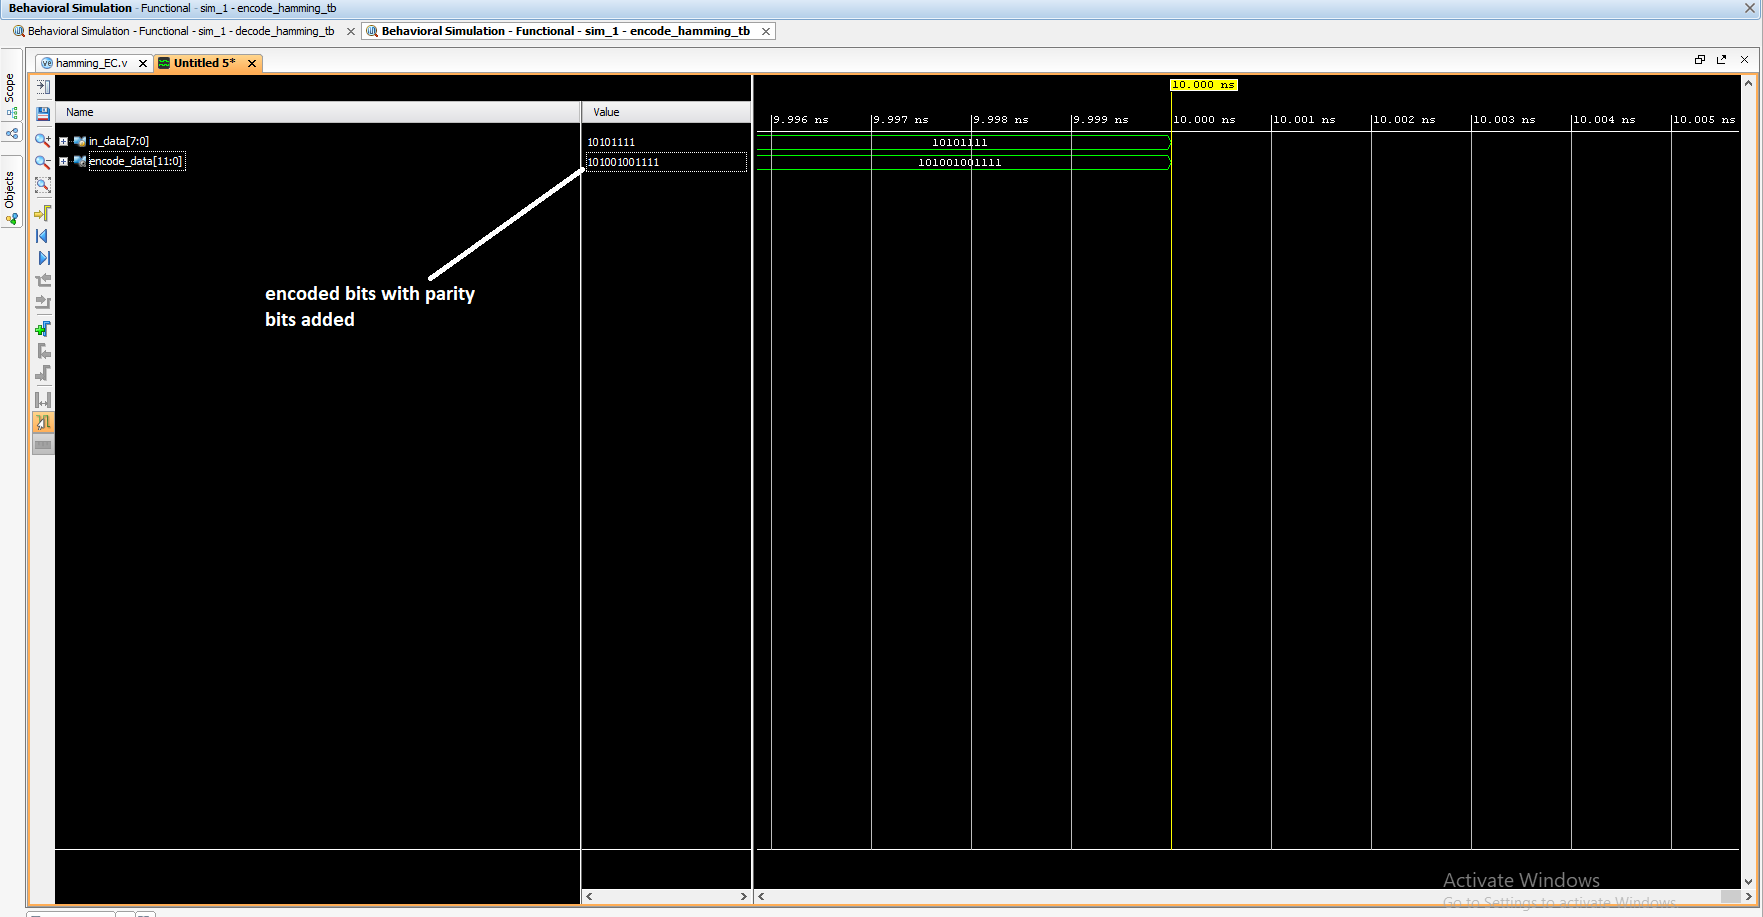 Behavioral Simulation - Functional - sim_1 - encode_hamming_tb
Behavioral Simulation - Functional - sim_1 - decode_hamming_tb
Behavioral Simulation - Functional - sim_1 - encode_hamming_tb
hamming_EC.v
Untitled 5*
Scope
Objects
Name
Value
10.000 ns
9.996 ns
9.997 ns
9.998 ns
9.999 ns
10.000 ns
10.001 ns
10.002 ns
10.003 ns
10.004 ns
10.005 ns
in_data[7:0]
10101111
10101111
encode_data[11:0]
101001001111
101001001111
encoded bits with parity
bits added
Activate Windows
Go to Settings to activate Windows.